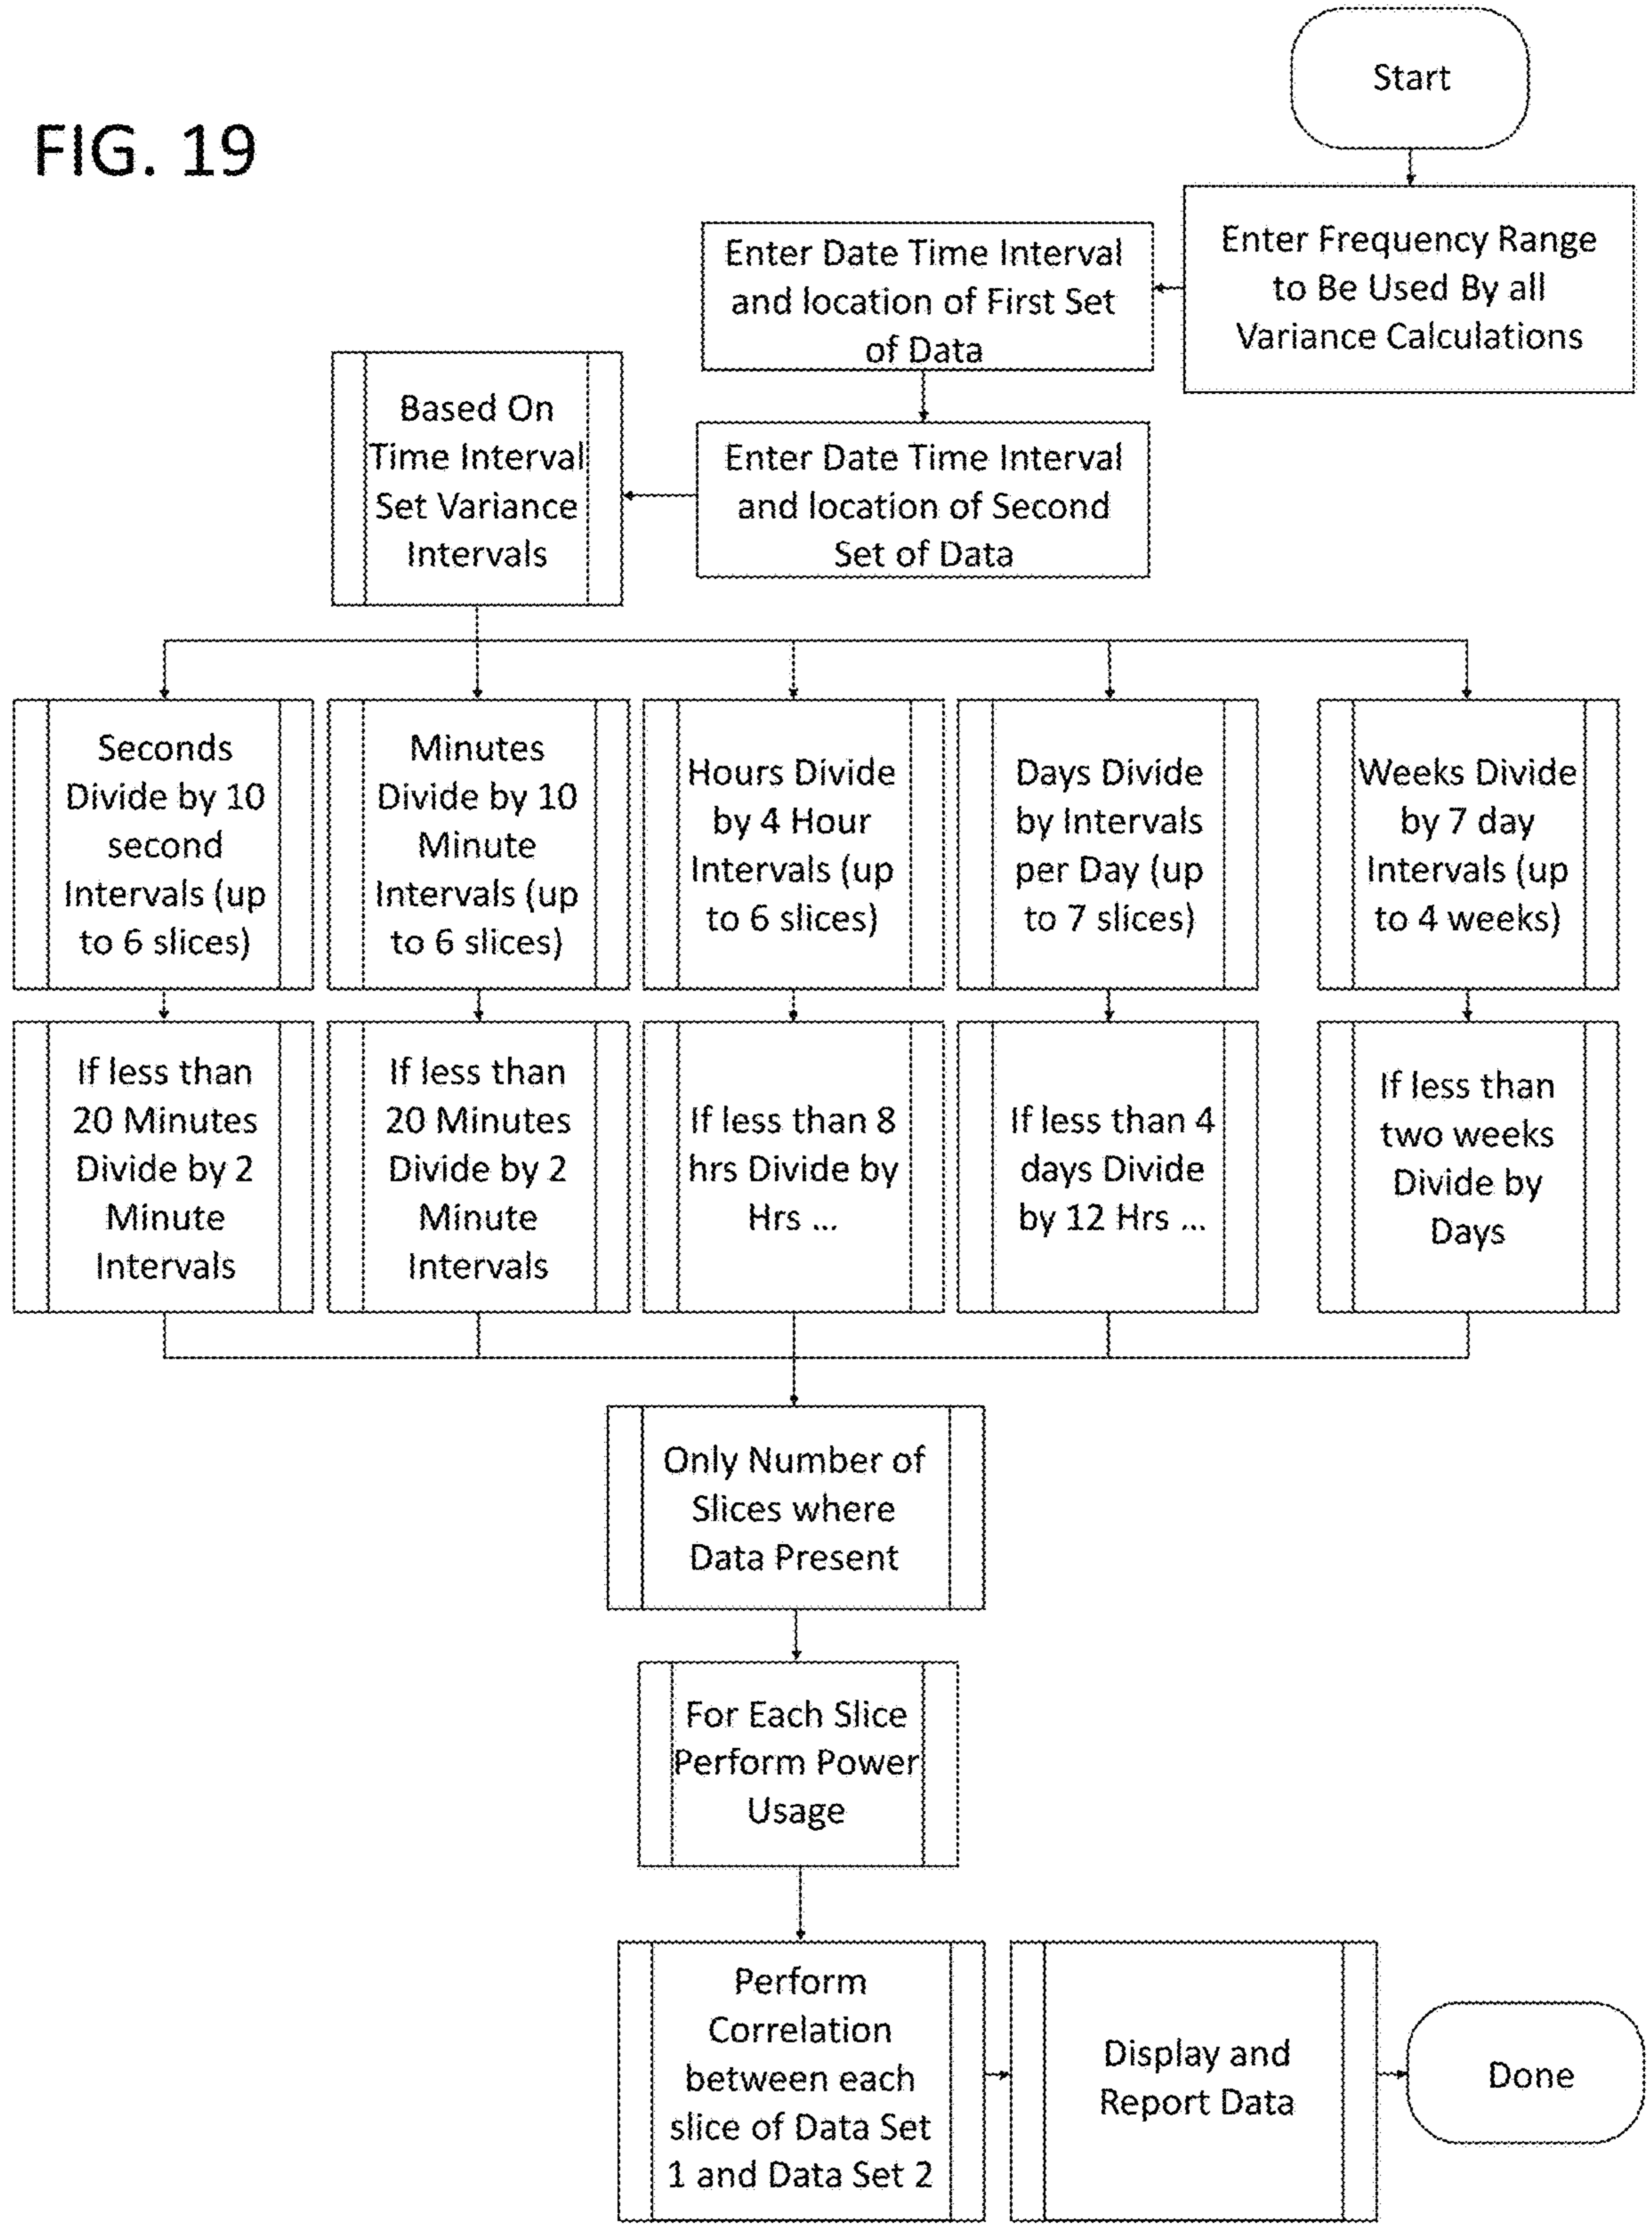 FIG. 19
Start
Enter Frequency Range
to Be Used By all
Variance Calculations
Enter Date Time Interval
and location of First Set
of Data
Enter Date Time Interval
and location of Second
Set of Data
Based On
Time Interval
Set Variance
Intervals
Seconds
Divide by 10
second
Intervals (up
to 6 slices)
Minutes
Divide by 10
Minute
Intervals (up
to 6 slices)
Hours Divide
by 4 Hour
Intervals (up
to 6 slices)
Days Divide
by Intervals
per Day (up
to 7 slices)
Weeks Divide
by 7 day
Intervals (up
to 4 weeks)
If less than
20 Minutes
Divide by 2
Minute
Intervals
If less than
20 Minutes
Divide by 2
Minute
Intervals
If less than 8
hrs Divide by
Hrs ...
If less than 4
days Divide
by 12 Hrs ...
If less than
two weeks
Divide by
Days
Only Number of
Slices where
Data Present
For Each Slice
Perform Power
Usage
Perform
Correlation
between each
slice of Data Set
1 and Data Set 2
Display and
Report Data
Done